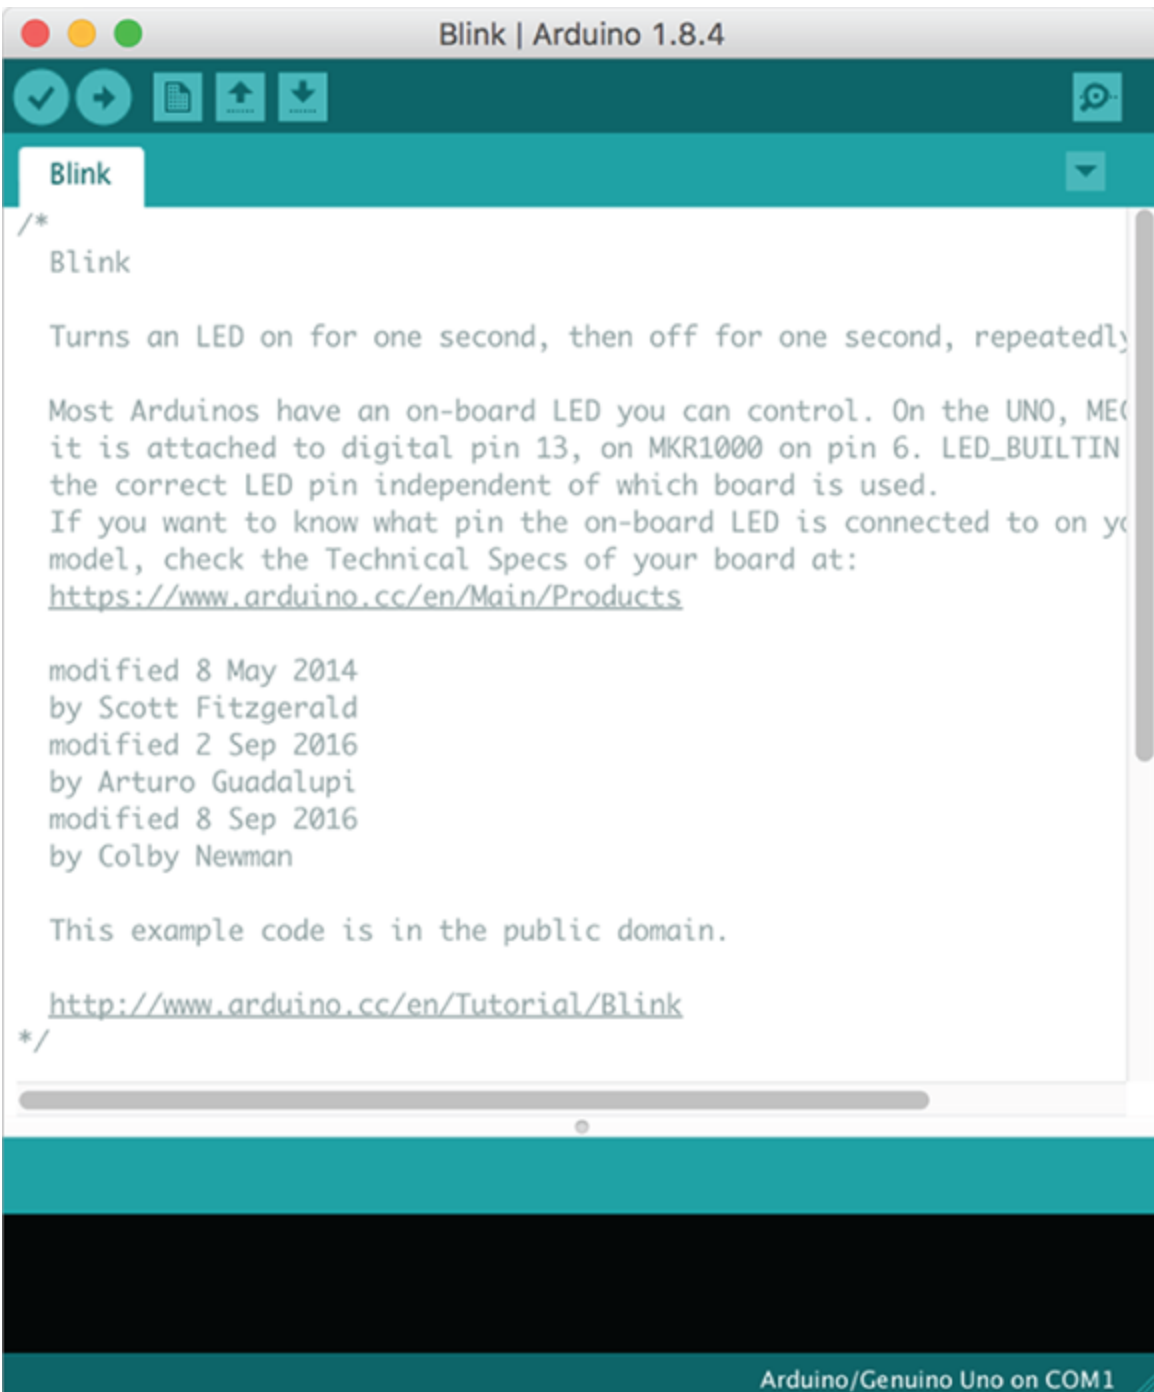 Blink | Arduino 1.8.4
Blink
/*
Blink
Turns an LED on for one second, then off for one second, repeatedly
Most Arduinos have an on-board LED you can control. On the UNO,
it is attached to digital pin 13, on MKR1000 on pin 6. LED_BUILTIN
the correct LED pin independent of which board is used.
If you want to know what pin the on-board LED is connected to on
model, check the Technical Specs of your board at:
https://www.arduino.cc/en/Main/Products
modified 8 May 2014
by Scott Fitzgerald
modified 2 Sep 2016
by Arturo Guadalupi
modified 8 Sep 2016
by Colby Newman
This example code is in the public domain.
http://www.arduino.cc/en/Tutorial/Blink
*/
Arduino/Genuino Uno on COM1